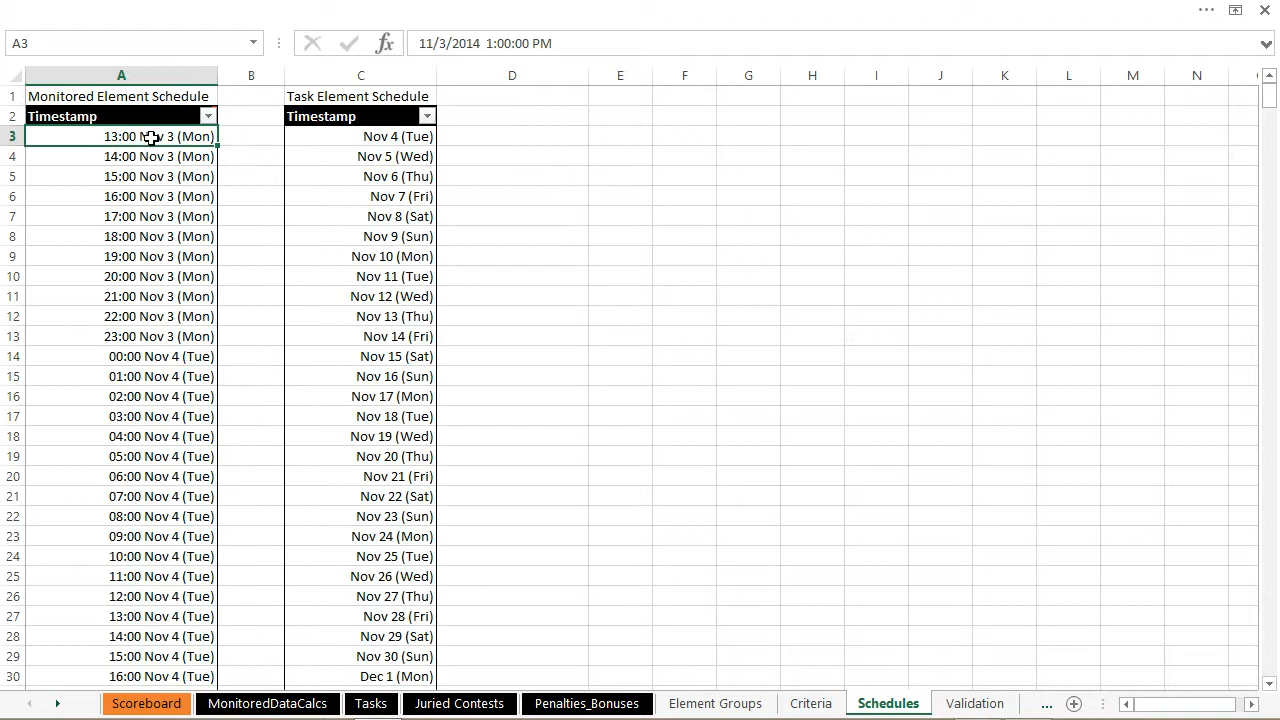 A3
fx
11/3/2014 1:00:00 PM
A B C D E F G H I J K L M N
1 Monitored Element Schedule Task Element Schedule
2 Timestamp Timestamp
3 13:00 Nov 3 (Mon) Nov 4 (Tue)
4 14:00 Nov 3 (Mon) Nov 5 (Wed)
5 15:00 Nov 3 (Mon) Nov 6 (Thu)
6 16:00 Nov 3 (Mon) Nov 7 (Fri)
7 17:00 Nov 3 (Mon) Nov 8 (Sat)
8 18:00 Nov 3 (Mon) Nov 9 (Sun)
9 19:00 Nov 3 (Mon) Nov 10 (Mon)
10 20:00 Nov 3 (Mon) Nov 11 (Tue)
11 21:00 Nov 3 (Mon) Nov 12 (Wed)
12 22:00 Nov 3 (Mon) Nov 13 (Thu)
13 23:00 Nov 3 (Mon) Nov 14 (Fri)
14 00:00 Nov 4 (Tue) Nov 15 (Sat)
15 01:00 Nov 4 (Tue) Nov 16 (Sun)
16 02:00 Nov 4 (Tue) Nov 17 (Mon)
17 03:00 Nov 4 (Tue) Nov 18 (Tue)
18 04:00 Nov 4 (Tue) Nov 19 (Wed)
19 05:00 Nov 4 (Tue) Nov 20 (Thu)
20 06:00 Nov 4 (Tue) Nov 21 (Fri)
21 07:00 Nov 4 (Tue) Nov 22 (Sat)
22 08:00 Nov 4 (Tue) Nov 23 (Sun)
23 09:00 Nov 4 (Tue) Nov 24 (Mon)
24 10:00 Nov 4 (Tue) Nov 25 (Tue)
25 11:00 Nov 4 (Tue) Nov 26 (Wed)
26 12:00 Nov 4 (Tue) Nov 27 (Thu)
27 13:00 Nov 4 (Tue) Nov 28 (Fri)
28 14:00 Nov 4 (Tue) Nov 29 (Sat)
29 15:00 Nov 4 (Tue) Nov 30 (Sun)
30 16:00 Nov 4 (Tue) Dec 1 (Mon)
Scoreboard MonitoredDataCalcs Tasks Juried Contests Penalties_Bonuses Element Groups Criteria Schedules Validation ...